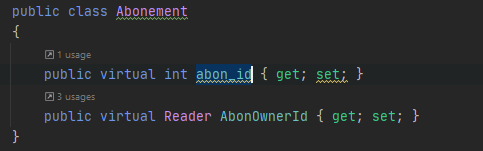 public class Abonement
{
1 usage
public virtual int abon_id { get; set; }
3 usages
public virtual Reader AbonOwnerId { get; set; }
}